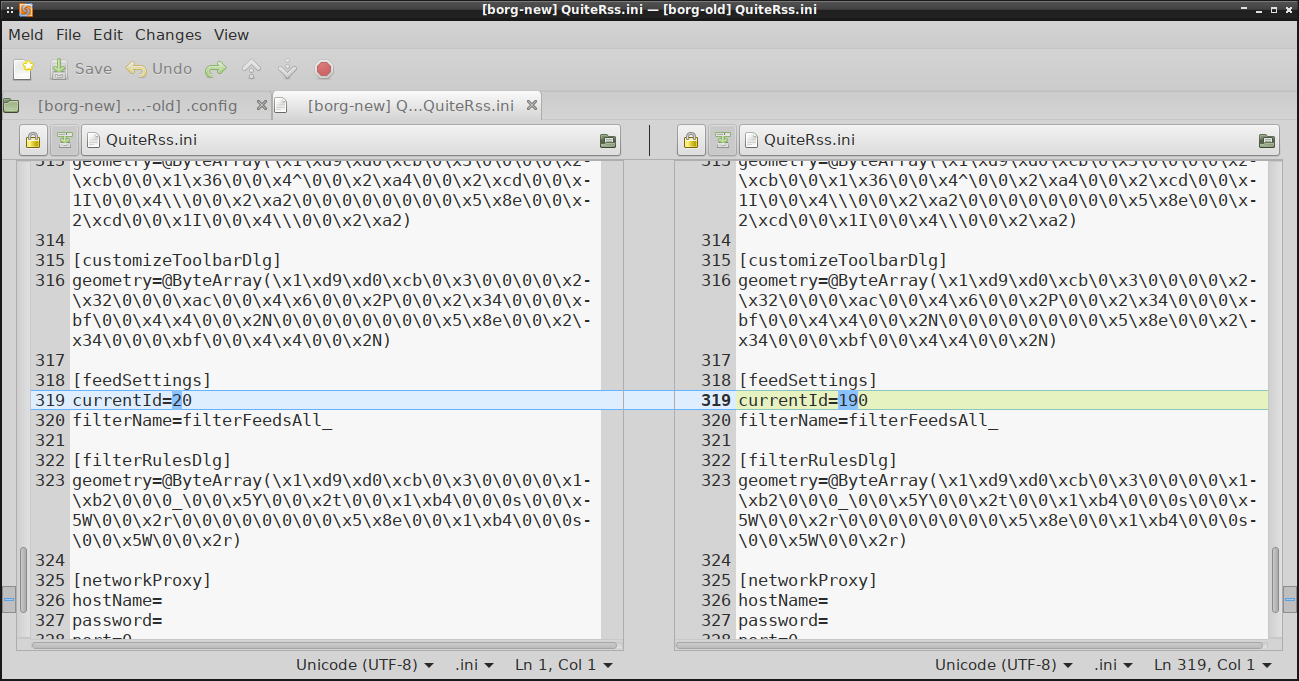 [borg-new] QuiteRss.ini — [borg-old] QuiteRss.ini
Meld File Edit Changes View
Save Undo
[borg-new] ....-old] .config [borg-new] Q...QuiteRss.ini
QuiteRss.ini
313 geometry=@ByteArray(\x1\xd9\xd0\xcb\0\x3\0\0\0\0\x2-
\xcb\0\0\x1\x36\0\0\x4^\0\0\x2\xa4\0\0\x2\xcd\0\0\x-
1I\0\0\x4\\\0\0\x2\xa2\0\0\0\0\0\0\0\0\x5\x8e\0\0\x-
2\xcd\0\0\x1I\0\0\x4\\\0\0\x2\xa2)
314
315 [customizeToolbarDlg]
316 geometry=@ByteArray(\x1\xd9\xd0\xcb\0\x3\0\0\0\0\x2-
\x32\0\0\0\xac\0\0\x4\x6\0\0\x2P\0\0\x2\x34\0\0\0\x-
bf\0\0\x4\x4\0\0\x2N\0\0\0\0\0\0\0\0\x5\x8e\0\0\x2\-
x34\0\0\0\xbf\0\0\x4\x4\0\0\x2N)
317
318 [feedSettings]
319 currentId=20
320 filterName=filterFeedsAll_
321
322 [filterRulesDlg]
323 geometry=@ByteArray(\x1\xd9\xd0\xcb\0\x3\0\0\0\0\x1-
\xb2\0\0\0_\0\0\x5Y\0\0\x2t\0\0\x1\xb4\0\0\0s\0\0\x-
5W\0\0\x2r\0\0\0\0\0\0\0\0\x5\x8e\0\0\x1\xb4\0\0\0s-
\0\0\x5W\0\0\x2r)
324
325 [networkProxy]
326 hostName=
327 password=
328 port=0
Unicode (UTF-8) .ini Ln 1, Col 1
QuiteRss.ini
313 geometry=@ByteArray(\x1\xd9\xd0\xcb\0\x3\0\0\0\0\x2-
\xcb\0\0\x1\x36\0\0\x4^\0\0\x2\xa4\0\0\x2\xcd\0\0\x-
1I\0\0\x4\\\0\0\x2\xa2\0\0\0\0\0\0\0\0\x5\x8e\0\0\x-
2\xcd\0\0\x1I\0\0\x4\\\0\0\x2\xa2)
314
315 [customizeToolbarDlg]
316 geometry=@ByteArray(\x1\xd9\xd0\xcb\0\x3\0\0\0\0\x2-
\x32\0\0\0\xac\0\0\x4\x6\0\0\x2P\0\0\x2\x34\0\0\0\x-
bf\0\0\x4\x4\0\0\x2N\0\0\0\0\0\0\0\0\x5\x8e\0\0\x2\-
x34\0\0\0\xbf\0\0\x4\x4\0\0\x2N)
317
318 [feedSettings]
319 currentId=190
320 filterName=filterFeedsAll_
321
322 [filterRulesDlg]
323 geometry=@ByteArray(\x1\xd9\xd0\xcb\0\x3\0\0\0\0\x1-
\xb2\0\0\0_\0\0\x5Y\0\0\x2t\0\0\x1\xb4\0\0\0s\0\0\x-
5W\0\0\x2r\0\0\0\0\0\0\0\0\x5\x8e\0\0\x1\xb4\0\0\0s-
\0\0\x5W\0\0\x2r)
324
325 [networkProxy]
326 hostName=
327 password=
328 port=0
Unicode (UTF-8) .ini Ln 319, Col 1